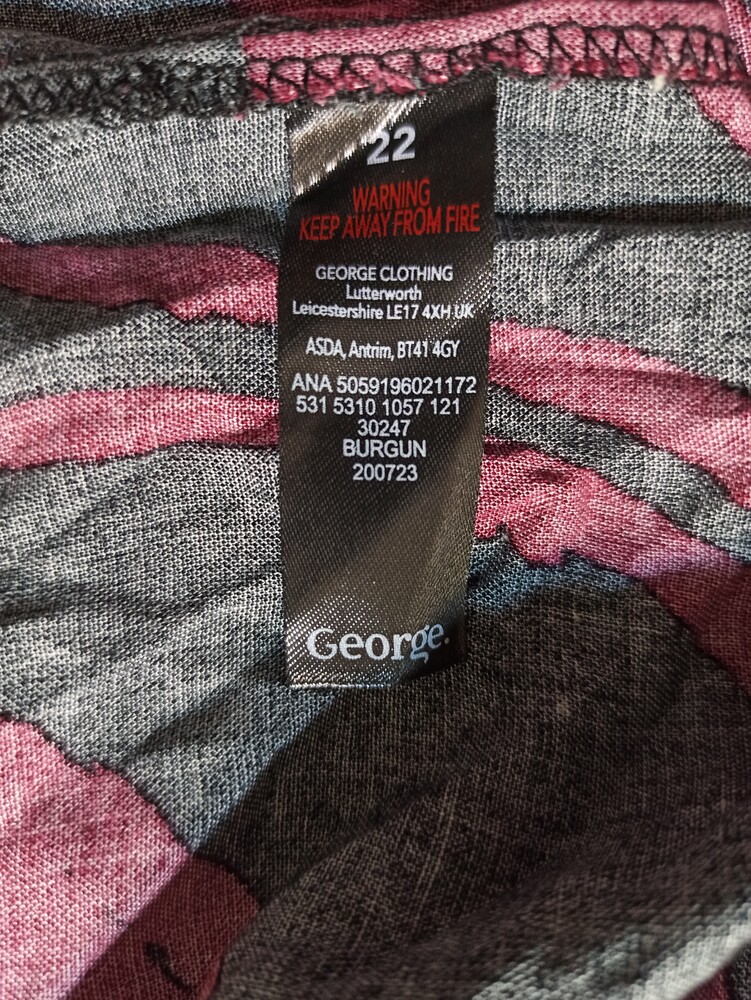 22
WARNING
KEEP AWAY FROM FIRE
GEORGE CLOTHING
Lutterworth
Leicestershire LE17 4XH UK
ASDA, Antrim, BT41 4GY
ANA 5059196021172
531 5310 1057 121
30247
BURGUN
200723
George.